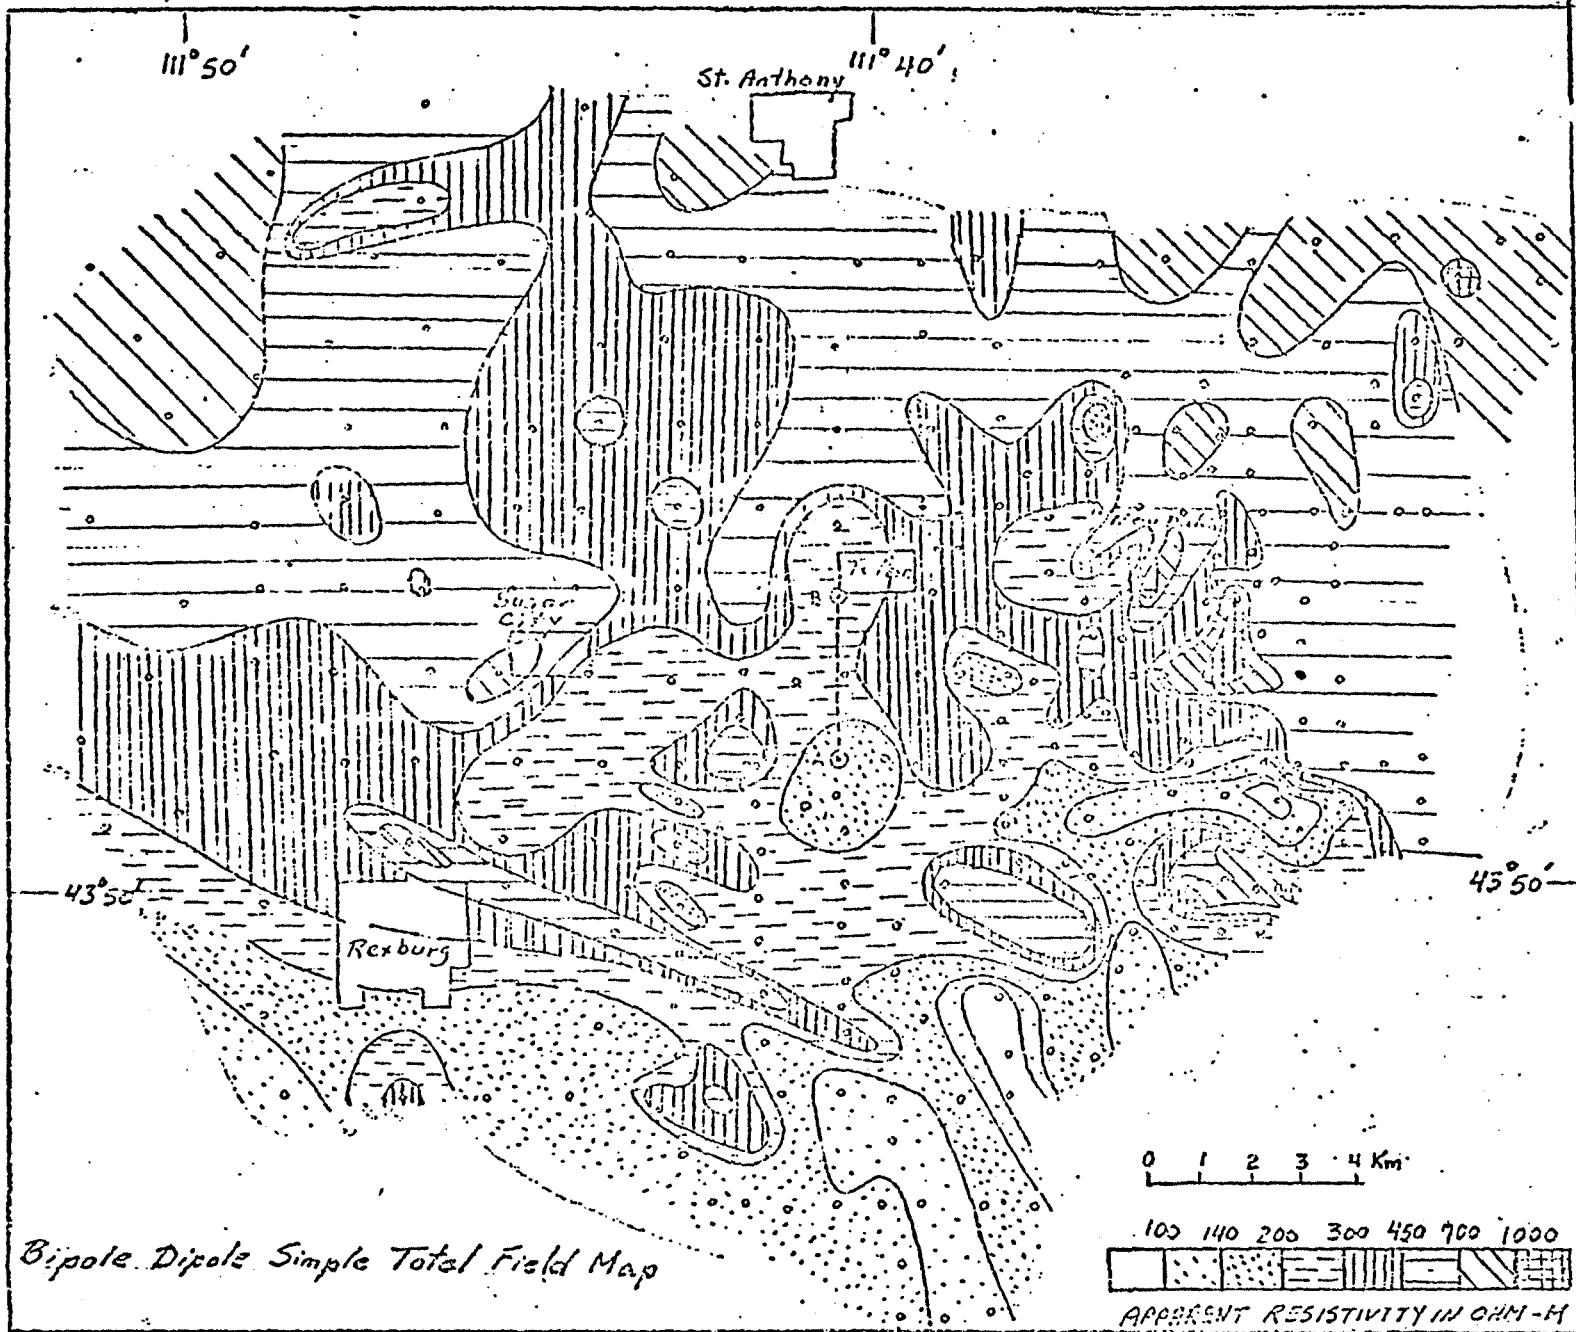 111°50'
111°40'
St. Anthony
Teton
B
Sugar
City
43°50'
43°50'
Rexburg
0 1 2 3 4 Km
Bipole Dipole Simple Total Field Map
100 140 200 300 450 700 1000
APPARENT RESISTIVITY IN OHM-M